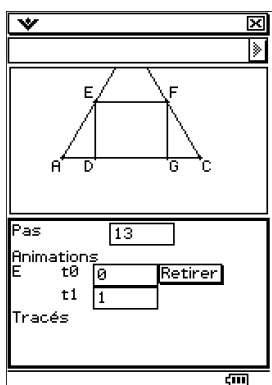 E F
A D G C
Pas 13
Animations
E t0 0 Retirer
t1 1
Tracés